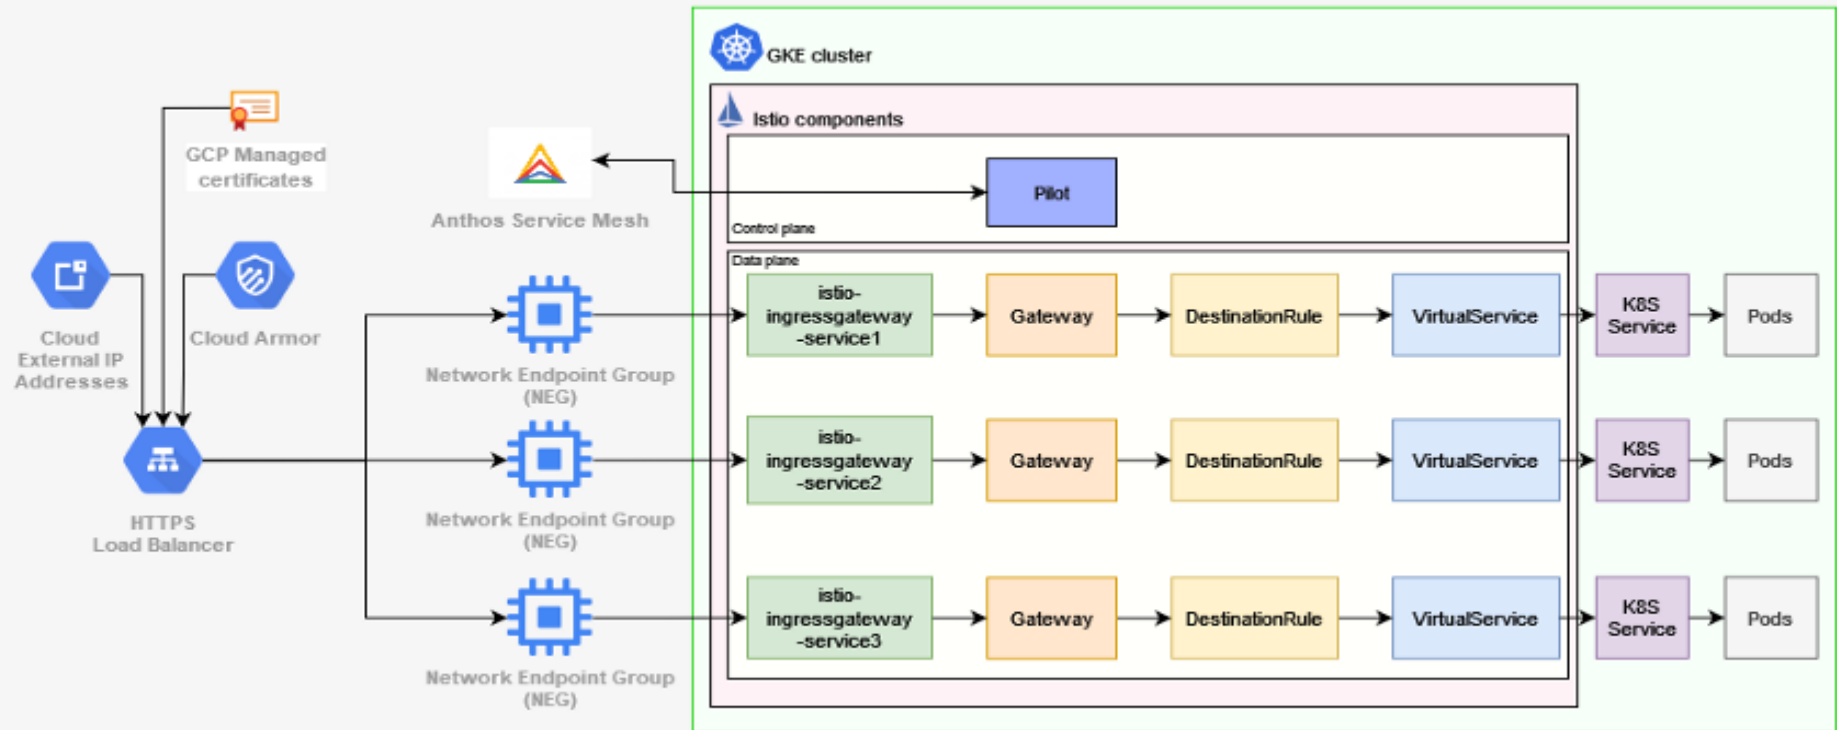 GKE cluster
Istio components
GCP Managed
certificates
Anthos Service Mesh
Pilot
Control plane
Data plane
Cloud
External IP
Addresses
Cloud Armor
HTTPS
Load Balancer
Network Endpoint Group
(NEG)
istio-
ingressgateway
-service1
Gateway
DestinationRule
VirtualService
K8S
Service
Pods
Network Endpoint Group
(NEG)
istio-
ingressgateway
-service2
Gateway
DestinationRule
VirtualService
K8S
Service
Pods
Network Endpoint Group
(NEG)
istio-
ingressgateway
-service3
Gateway
DestinationRule
VirtualService
K8S
Service
Pods